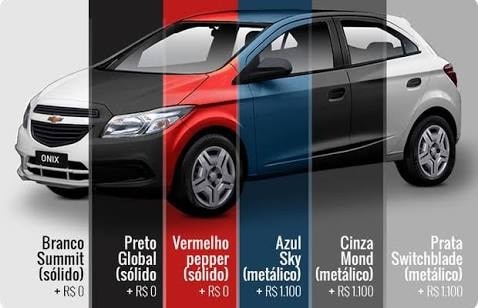 ONIX
Branco
Summit
(sólido)
+ R$ 0
Preto
Global
(sólido
+ R$ 0
Vermelho
pepper
(sólido)
+ R$ 0
Azul
Sky
(metálico)
+ R$ 1.100
Cinza
Mond
(metálico)
+ R$ 1.100
Prata
Switchblade
(metálico)
+ R$ 1.100